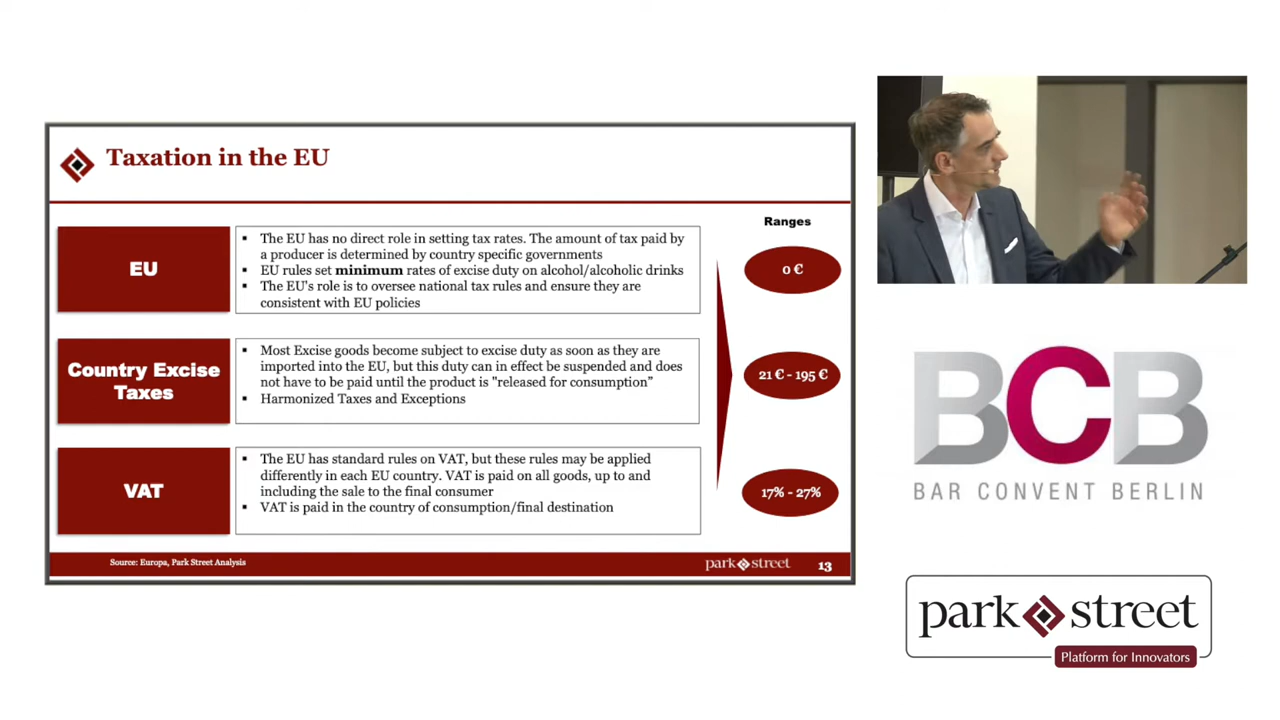 Taxation in the EU
Ranges
EU
▪ The EU has no direct role in setting tax rates. The amount of tax paid by
a producer is determined by country specific governments
▪ EU rules set minimum rates of excise duty on alcohol/alcoholic drinks
▪ The EU's role is to oversee national tax rules and ensure they are
consistent with EU policies
0 €
Country Excise
Taxes
▪ Most Excise goods become subject to excise duty as soon as they are
imported into the EU, but this duty can in effect be suspended and does
not have to be paid until the product is "released for consumption”
▪ Harmonized Taxes and Exceptions
21 € - 195 €
VAT
▪ The EU has standard rules on VAT, but these rules may be applied
differently in each EU country. VAT is paid on all goods, up to and
including the sale to the final consumer
▪ VAT is paid in the country of consumption/final destination
17% - 27%
Source: Europa, Park Street Analysis
park street
13
BCB
BAR CONVENT BERLIN
park street
Platform for Innovators